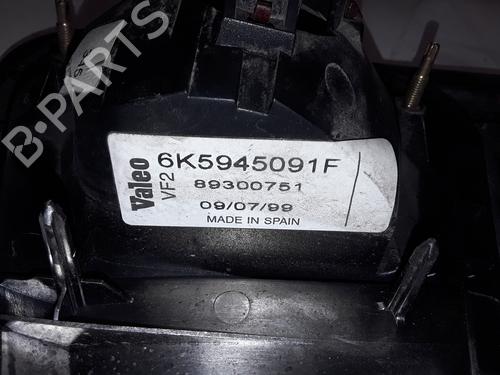 B-PARTS
Valeo
VF2
6K5945091F
89300751
09/07/99
MADE IN SPAIN